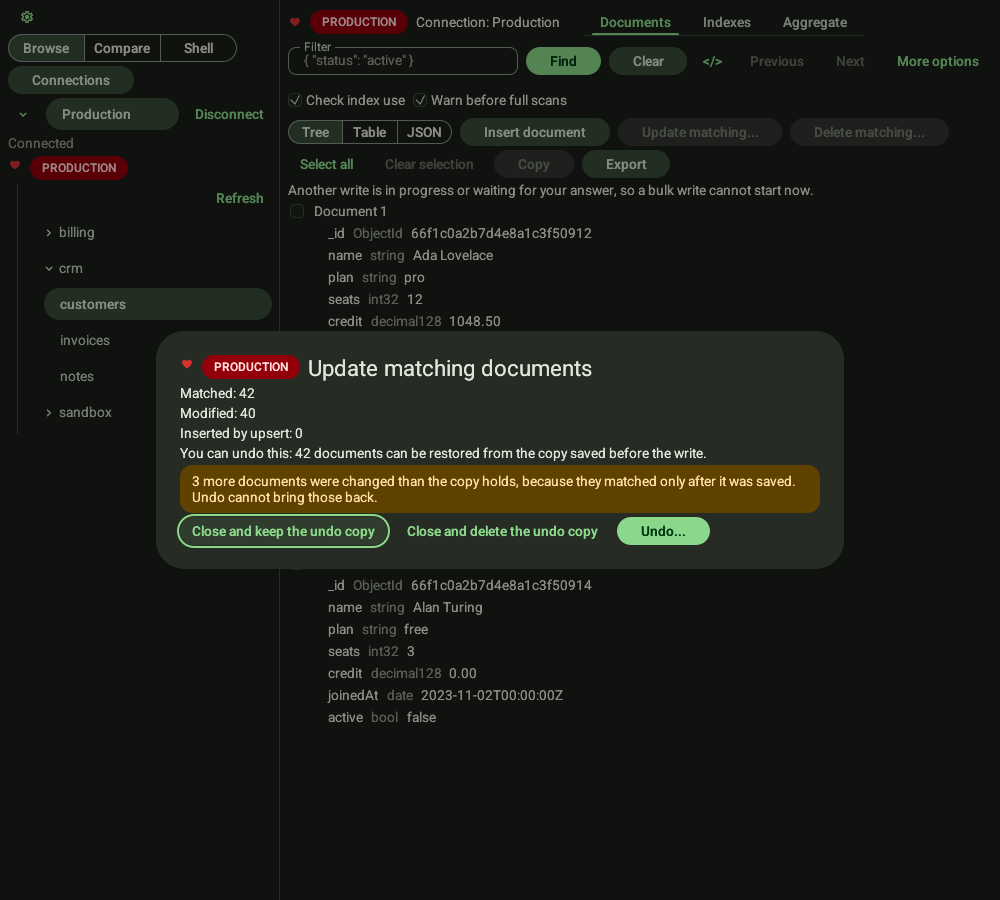 Browse
Compare
Shell
Connections
Production
Disconnect
Connected
PRODUCTION
Refresh
billing
crm
customers
invoices
notes
sandbox
PRODUCTION
Connection: Production
Documents
Indexes
Aggregate
Filter
{ "status": "active" }
Find
Clear
</>
Previous
Next
More options
Check index use
Warn before full scans
Tree
Table
JSON
Insert document
Update matching...
Delete matching...
Select all
Clear selection
Copy
Export
Another write is in progress or waiting for your answer, so a bulk write cannot start now.
Document 1
_id ObjectId 66f1c0a2b7d4e8a1c3f50912
name string Ada Lovelace
plan string pro
seats int32 12
credit decimal128 1048.50
PRODUCTION
Update matching documents
Matched: 42
Modified: 40
Inserted by upsert: 0
You can undo this: 42 documents can be restored from the copy saved before the write.
3 more documents were changed than the copy holds, because they matched only after it was saved.
Undo cannot bring those back.
Close and keep the undo copy
Close and delete the undo copy
Undo...
_id ObjectId 66f1c0a2b7d4e8a1c3f50914
name string Alan Turing
plan string free
seats int32 3
credit decimal128 0.00
joinedAt date 2023-11-02T00:00:00Z
active bool false